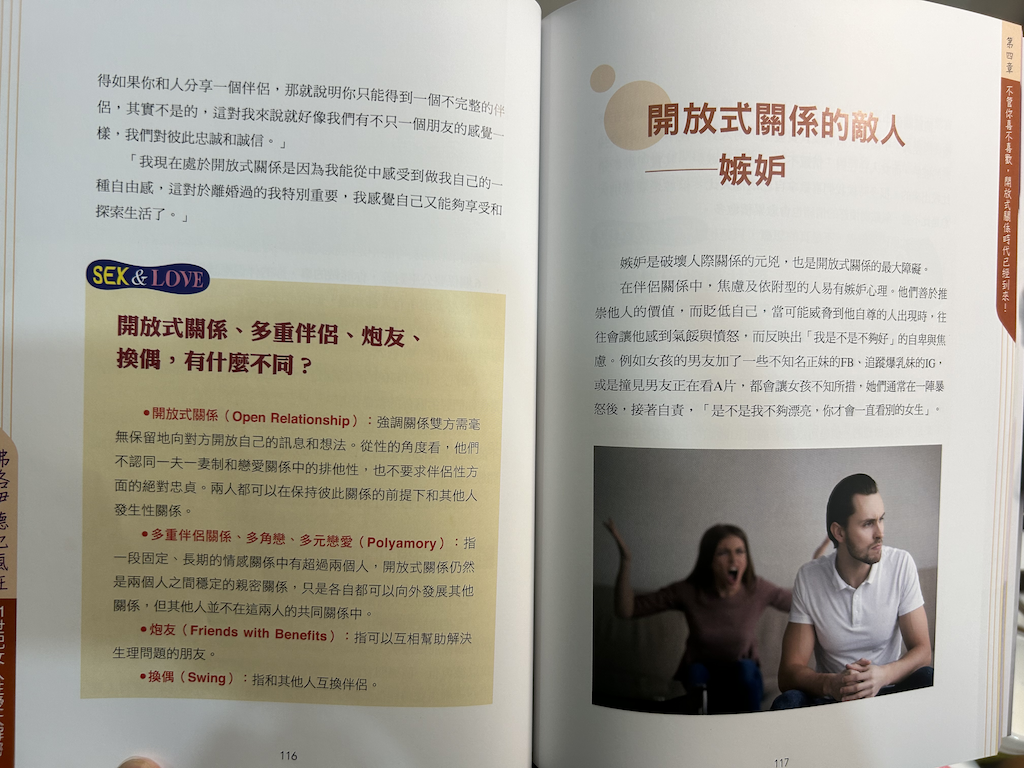 得如果你和人分享一個伴侶，那就說明你只能得到一個不完整的伴
侶，其實不是的，這對我來說就好像我們有不只一個朋友的感覺一
樣，我們對彼此忠誠和誠信。」
「我現在處於開放式關係是因為我能從中感受到做我自己的一
種自由感，這對於離婚過的我特別重要，我感覺自己又能夠享受和
探索生活了。」
SEX & LOVE
開放式關係、多重伴侶、炮友、
換偶，有什麼不同？
●開放式關係（Open Relationship）：強調關係雙方需毫
無保留地向對方開放自己的訊息和想法。從性的角度看，他們
不認同一夫一妻制和戀愛關係中的排他性，也不要求伴侶性方
面的絕對忠貞。兩人都可以在保持彼此關係的前提下和其他人
發生性關係。
●多重伴侶關係、多角戀、多元戀愛（Polyamory）：指
一段固定、長期的情感關係中有超過兩個人，開放式關係仍然
是兩個人之間穩定的親密關係，只是各自都可以向外發展其他
關係，但其他人並不在這兩人的共同關係中。
●炮友（Friends with Benefits）：指可以互相幫助解決
生理問題的朋友。
●換偶（Swing）：指和其他人互換伴侶。
116
第四章 不管你喜不喜歡，開放式關係時代已經到來！
開放式關係的敵人
——嫉妒
嫉妒是破壞人際關係的元兇，也是開放式關係的最大障礙。
在伴侶關係中，焦慮及依附型的人易有嫉妒心理。他們善於推
崇他人的價值，而貶低自己，當可能威脅到他自尊的人出現時，往
往會讓他感到氣餒與憤怒，而反映出「我是不是不夠好」的自卑與焦
慮。例如女孩的男友加了一些不知名正妹的FB、追蹤爆乳妹的IG，
或是撞見男友正在看A片，都會讓女孩不知所措，她們通常在一陣暴
怒後，接著自責，「是不是我不夠漂亮，你才會一直看別的女生」。
117